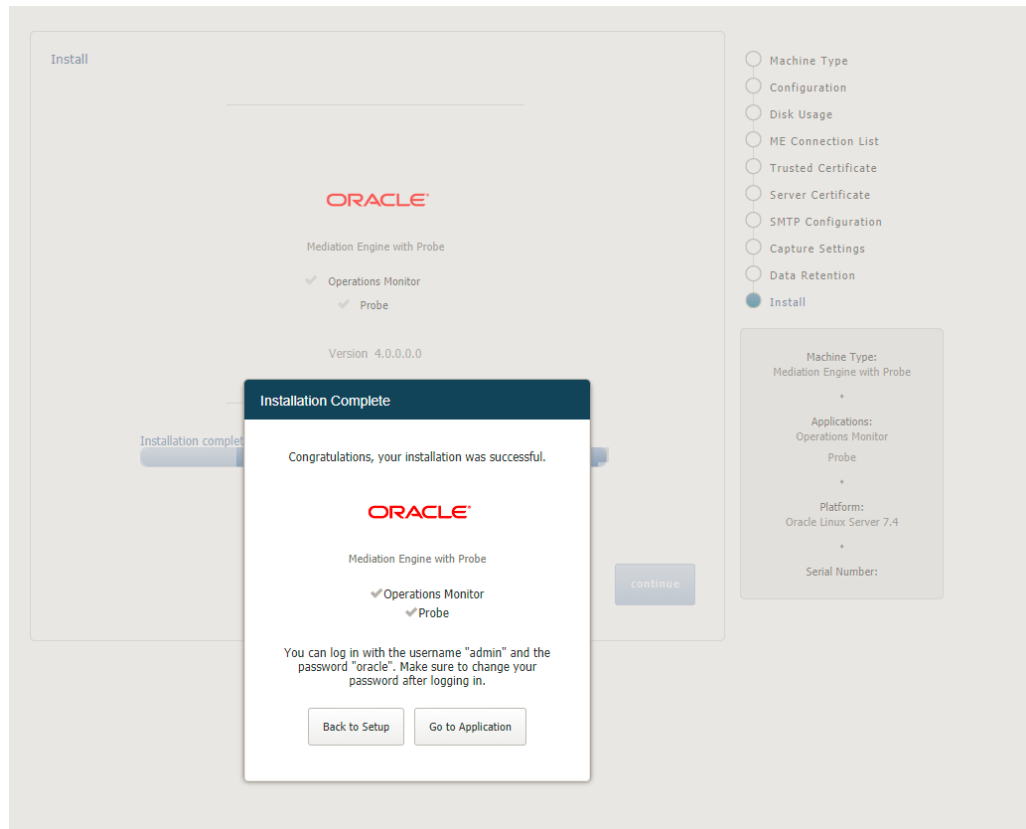 Install
ORACLE
Mediation Engine with Probe
Operations Monitor
Probe
Version 4.0.0.0.0
Installation complet
continue
Machine Type
Configuration
Disk Usage
ME Connection List
Trusted Certificate
Server Certificate
SMTP Configuration
Capture Settings
Data Retention
Install
Machine Type:
Mediation Engine with Probe
Applications:
Operations Monitor
Probe
Platform:
Oracle Linux Server 7.4
Serial Number:
Installation Complete
Congratulations, your installation was successful.
ORACLE
Mediation Engine with Probe
Operations Monitor
Probe
You can log in with the username "admin" and the
password "oracle". Make sure to change your
password after logging in.
Back to Setup
Go to Application